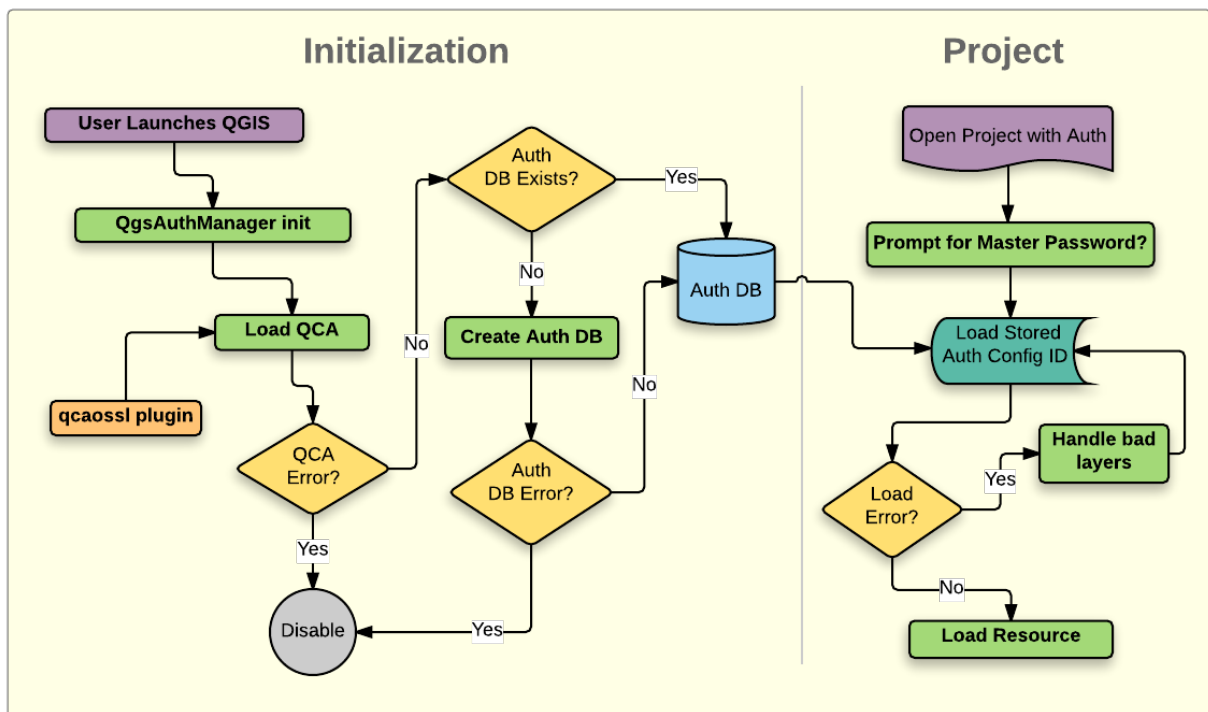 Initialization
Project
User Launches QGIS
QgsAuthManager init
Load QCA
qcaossl plugin
QCA
Error?
Yes
Disable
No
Auth
DB Exists?
Yes
No
Create Auth DB
Auth
DB Error?
Yes
No
Auth DB
Open Project with Auth
Prompt for Master Password?
Load Stored
Auth Config ID
Handle bad
layers
Load
Error?
Yes
No
Load Resource